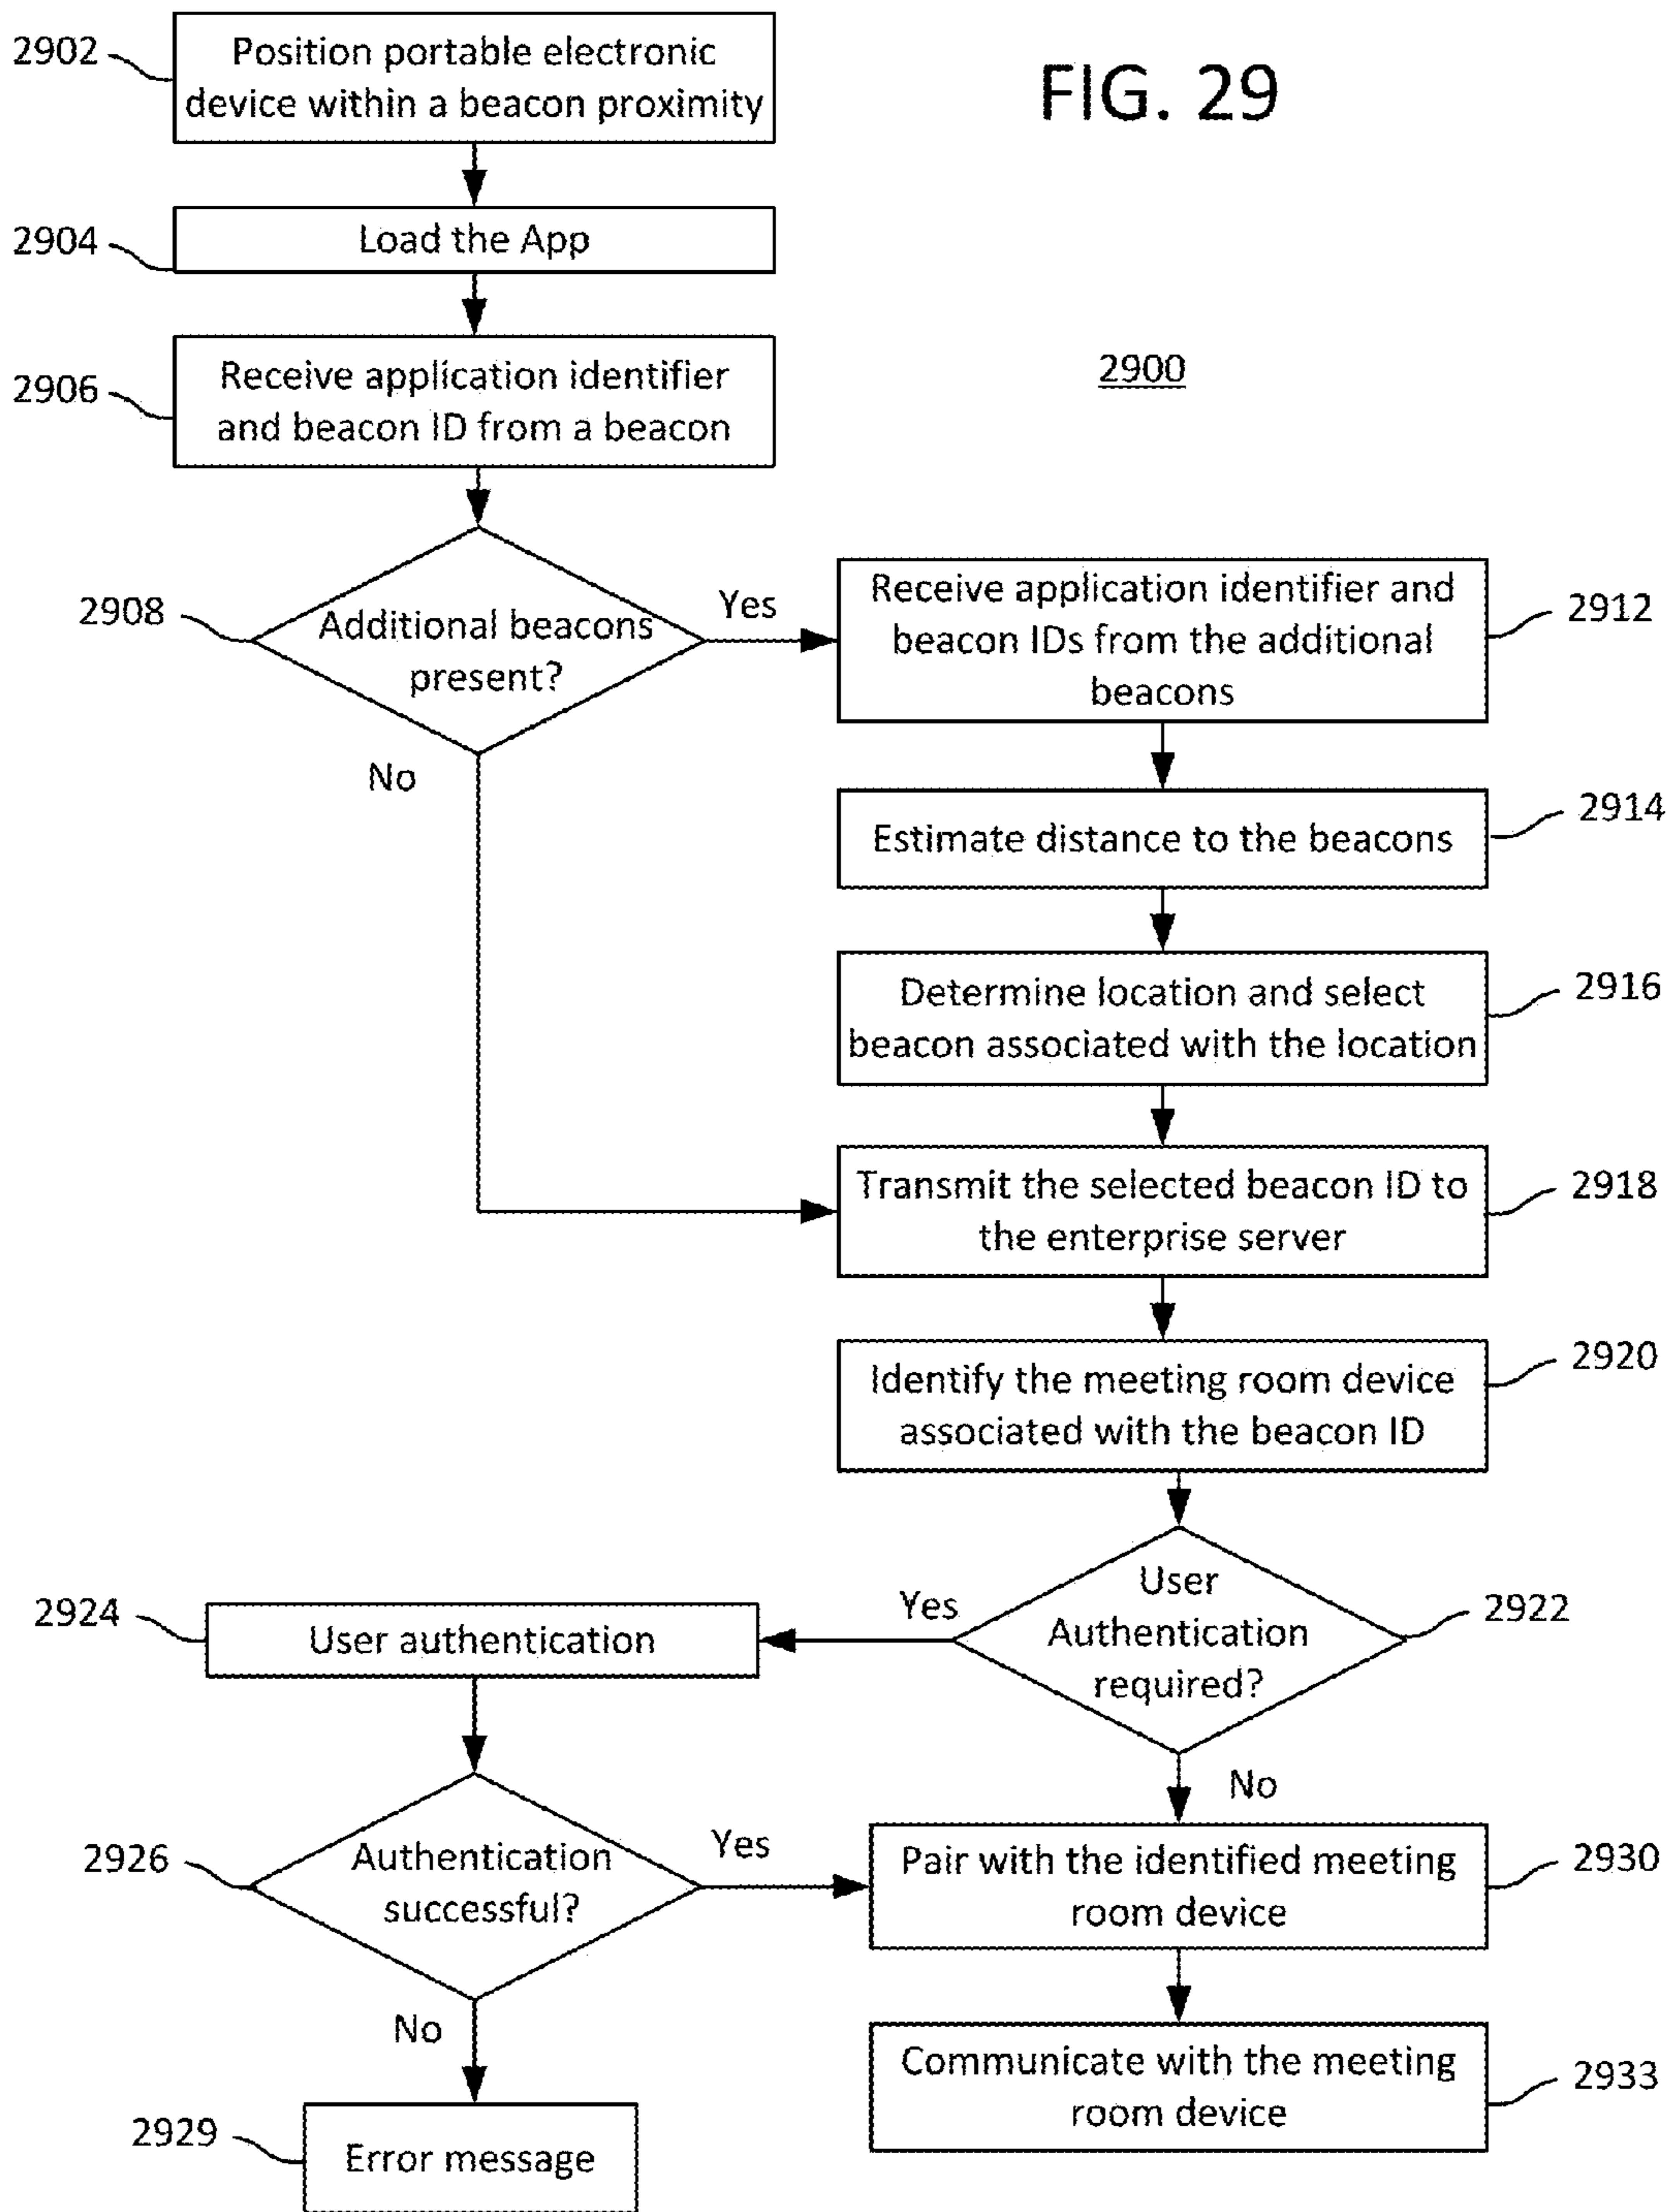 FIG. 29
2900
2902
Position portable electronic
device within a beacon proximity
2904
Load the App
2906
Receive application identifier
and beacon ID from a beacon
2908
Additional beacons
present?
Yes
No
Receive application identifier and
beacon IDs from the additional
beacons
2912
Estimate distance to the beacons
2914
Determine location and select
beacon associated with the location
2916
Transmit the selected beacon ID to
the enterprise server
2918
Identify the meeting room device
associated with the beacon ID
2920
User
Authentication
required?
2922
Yes
No
2924
User authentication
2926
Authentication
successful?
Yes
No
Pair with the identified meeting
room device
2930
Communicate with the meeting
room device
2933
2929
Error message